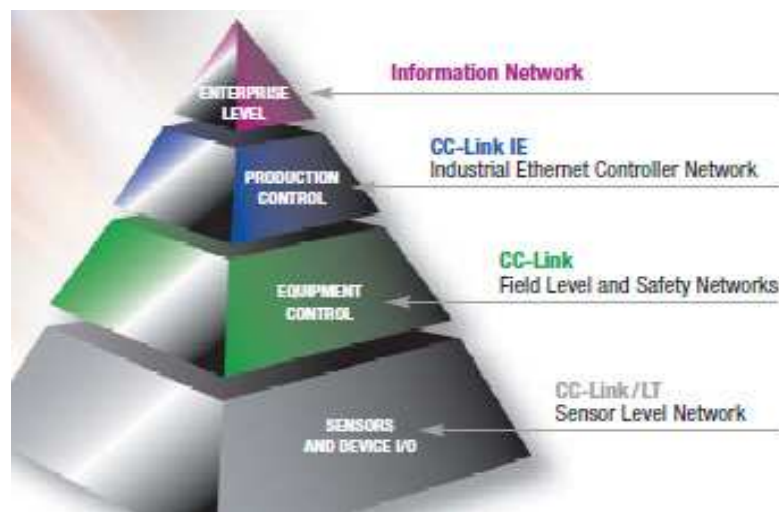 ENTERPRISE
LEVEL
Information Network
PRODUCTION
CONTROL
CC-Link IE
Industrial Ethernet Controller Network
EQUIPMENT
CONTROL
CC-Link
Field Level and Safety Networks
SENSORS
AND DEVICE I/O
CC-Link/LT
Sensor Level Network